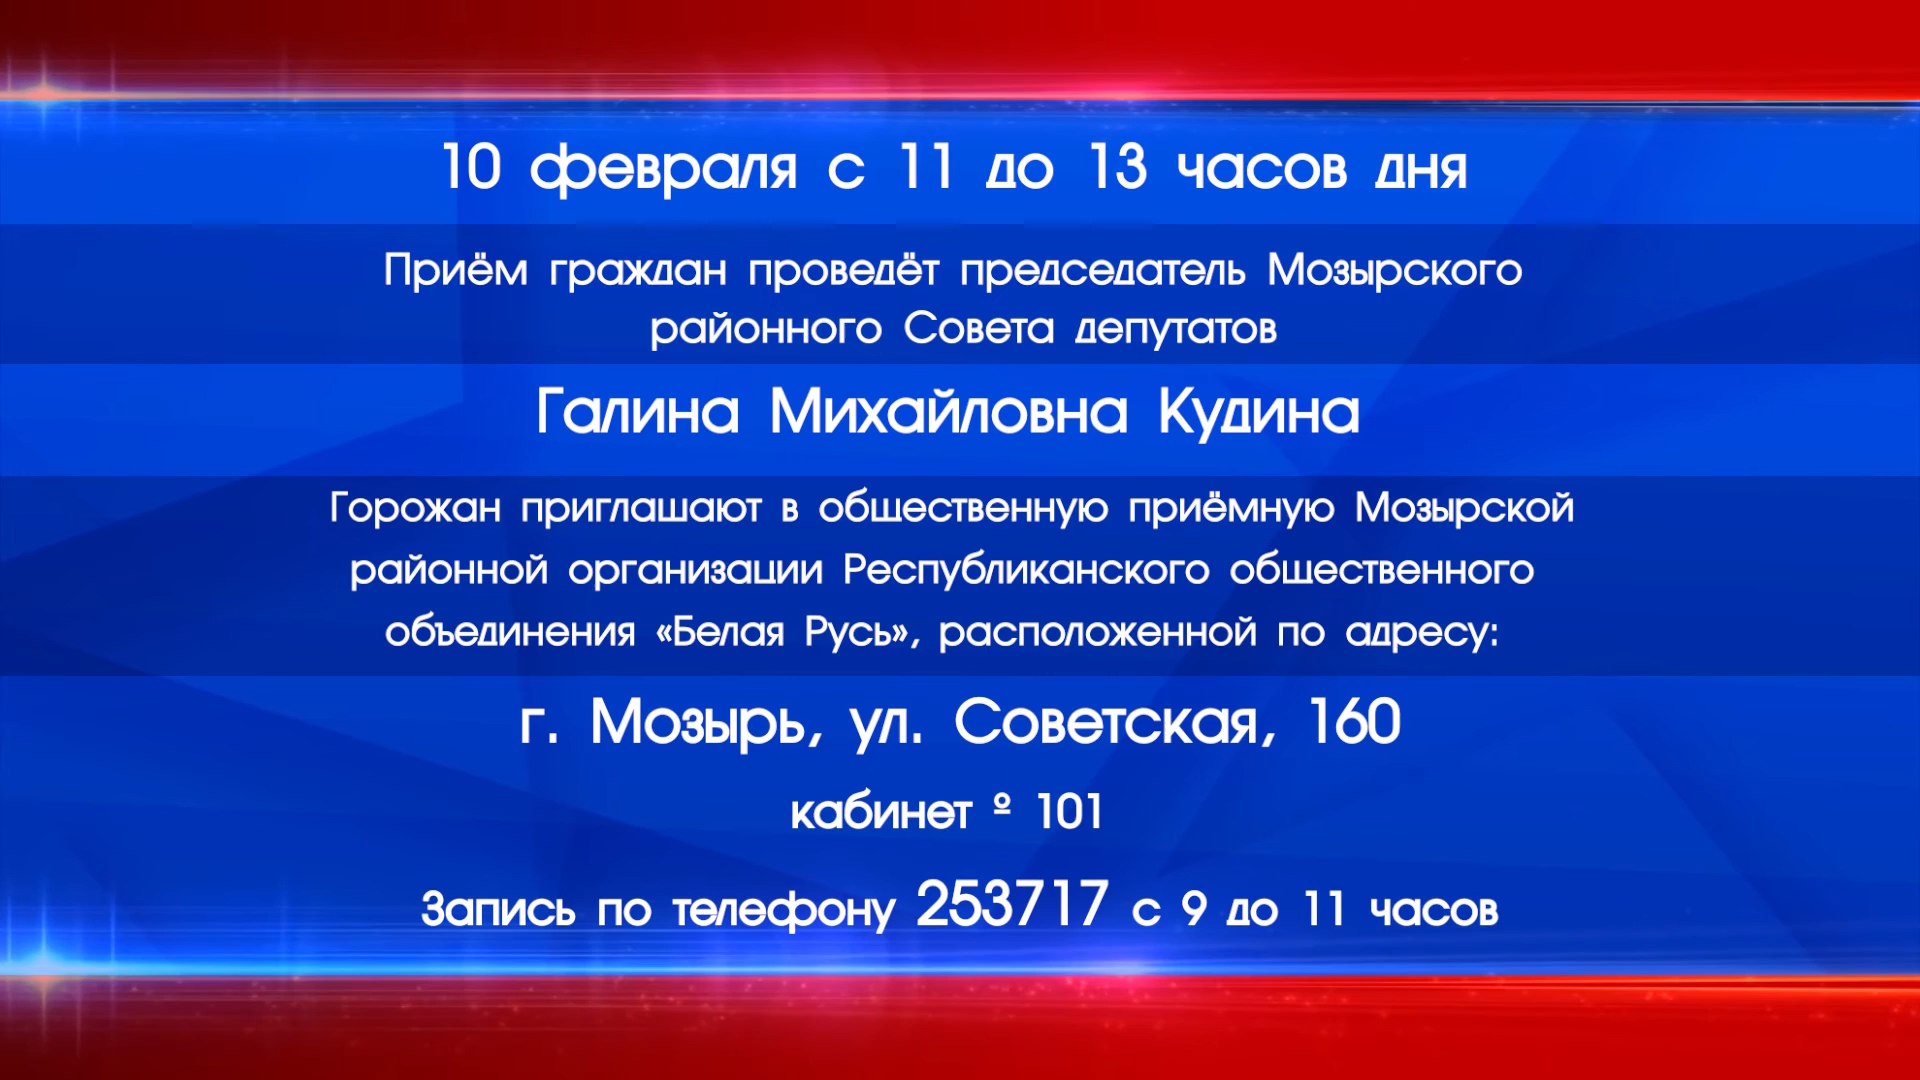 10 февраля с 11 до 13 часов дня
Приём граждан проведёт председатель Мозырского
районного Совета депутатов
Галина Михайловна Кудина
Горожан приглашают в общественную приёмную Мозырской
районной организации Республиканского общественного
объединения «Белая Русь», расположенной по адресу:
г. Мозырь, ул. Советская, 160
кабинет º 101
Запись по телефону 253717 с 9 до 11 часов